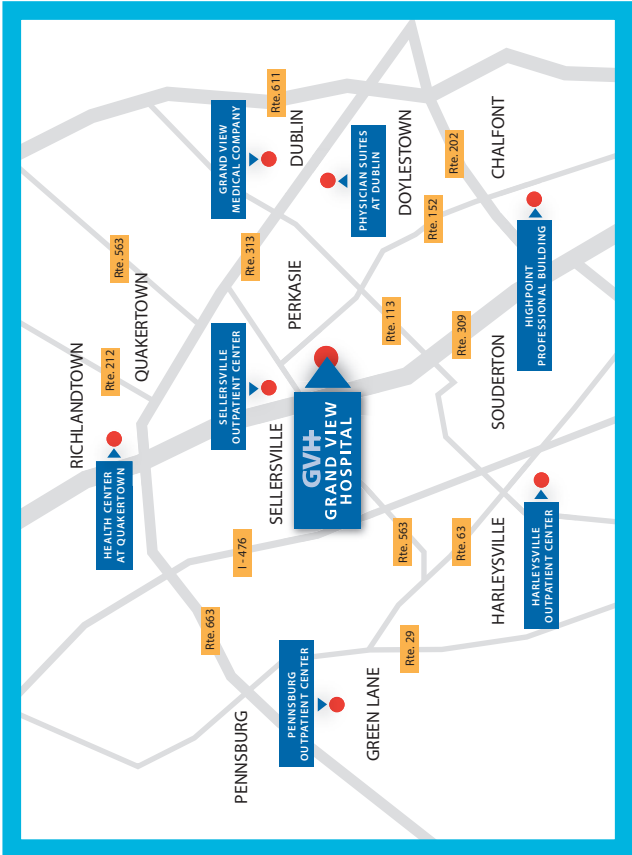 RICHLANDTOWN
HEALTH CENTER
AT QUAKERTOWN
Rte. 212
Rte. 563
QUAKERTOWN
Rte. 663
PENNSBURG
I - 476
SELLERSVILLE
OUTPATIENT CENTER
Rte. 313
GRAND VIEW
MEDICAL COMPANY
Rte. 611
SELLERSVILLE
PERKASIE
DUBLIN
PENNSBURG
OUTPATIENT CENTER
GVH
GRAND VIEW
HOSPITAL
PHYSICIAN SUITES
AT DUBLIN
GREEN LANE
Rte. 29
Rte. 563
Rte. 113
DOYLESTOWN
Rte. 152
Rte. 63
Rte. 309
Rte. 202
HARLEYSVILLE
SOUDERTON
CHALFONT
HARLEYSVILLE
OUTPATIENT CENTER
HIGHPOINT
PROFESSIONAL BUILDING